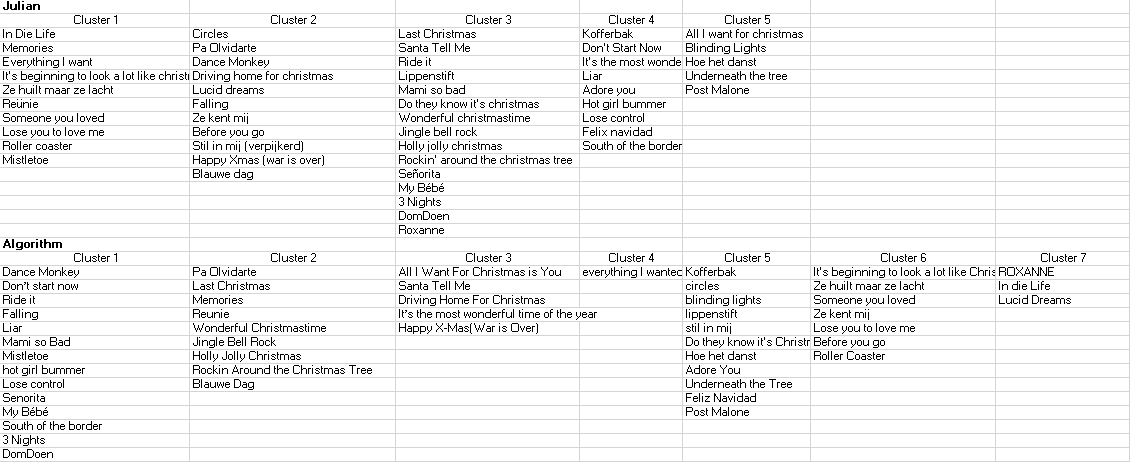 Julian
Cluster 1 Cluster 2 Cluster 3 Cluster 4 Cluster 5
In Die Life Circles Last Christmas Kofferbak All I want for christmas
Memories Pa Olvidarte Santa Tell Me Don't Start Now Blinding Lights
Everything I want Dance Monkey Ride it It's the most wonde Hoe het danst
It's beginning to look a lot like christ Driving home for christmas Lippenstift Liar Underneath the tree
Ze huilt maar ze lacht Lucid dreams Mami so bad Adore you Post Malone
Reünie Falling Do they know it's christmas Hot girl bummer
Someone you loved Ze kent mij Wonderful christmastime Lose control
Lose you to love me Before you go Jingle bell rock Felix navidad
Roller coaster Stil in mij (verpijkerd) Holly jolly christmas South of the border
Mistletoe Happy Xmas (war is over) Rockin' around the christmas tree
Blauwe dag Señorita
My Bébé
3 Nights
DomDoen
Roxanne
Algorithm
Cluster 1 Cluster 2 Cluster 3 Cluster 4 Cluster 5 Cluster 6 Cluster 7
Dance Monkey Pa Olvidarte All I Want For Christmas is You everything I wanted Kofferbak It's beginning to look a lot like Chris ROXANNE
Don't start now Last Christmas Santa Tell Me circles Ze huilt maar ze lacht In die Life
Ride it Memories Driving Home For Christmas blinding lights Someone you loved Lucid Dreams
Falling Reunie It's the most wonderful time of the year lippenstift Ze kent mij
Liar Wonderful Christmastime Happy X-Mas(War is Over) stil in mij Lose you to love me
Mami so Bad Jingle Bell Rock Do they know it's Christr Before you go
Mistletoe Holly Jolly Christmas Hoe het danst Roller Coaster
hot girl bummer Rockin Around the Christmas Tree Adore You
Lose control Blauwe Dag Underneath the Tree
Senorita Feliz Navidad
My Bébé Post Malone
South of the border
3 Nights
DomDoen